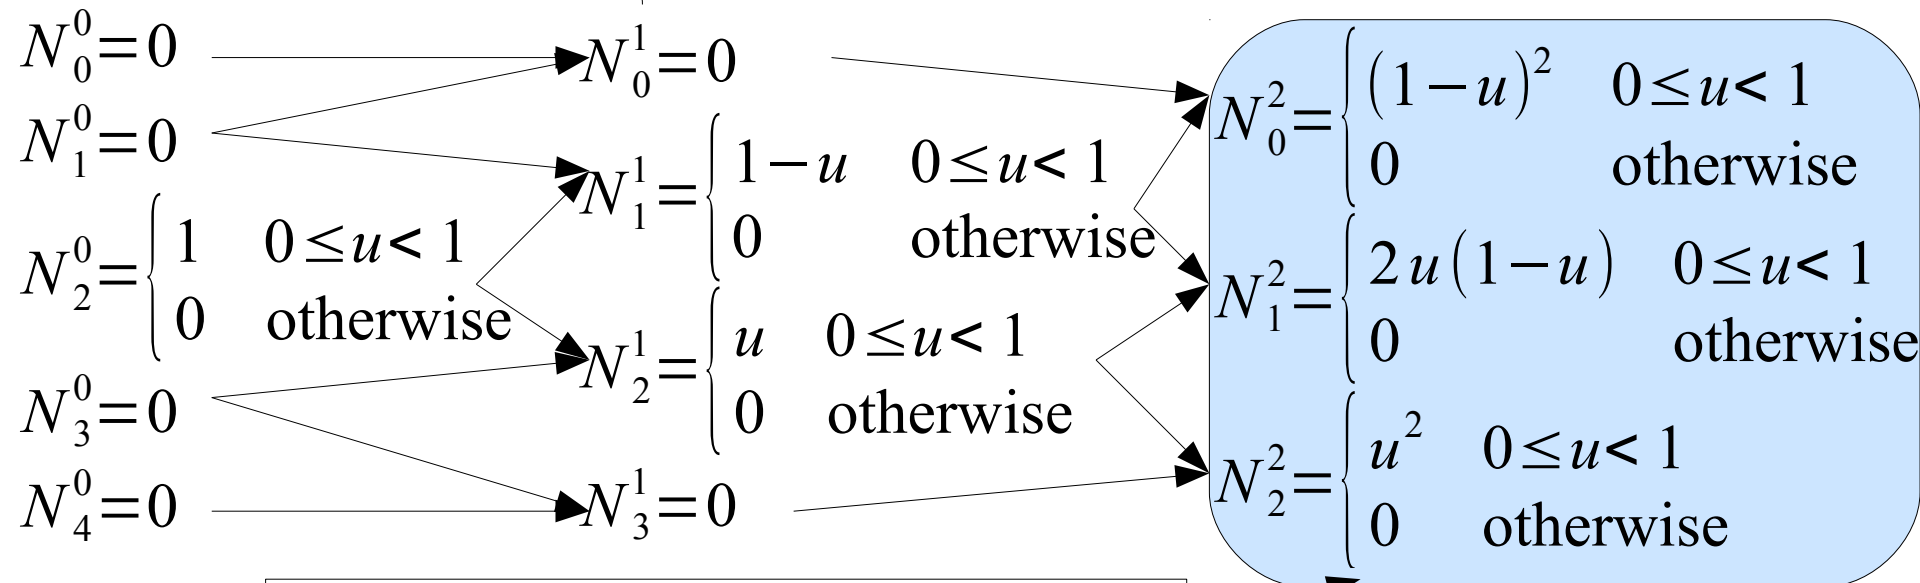 N_0^0=0
N_1^0=0
N_2^0={1 0≤u<1
0 otherwise
N_3^0=0
N_4^0=0
N_0^1=0
N_1^1={1−u 0≤u<1
0 otherwise
N_2^1={u 0≤u<1
0 otherwise
N_3^1=0
N_0^2={(1−u)^2 0≤u<1
0 otherwise
N_1^2={2u(1−u) 0≤u<1
0 otherwise
N_2^2={u^2 0≤u<1
0 otherwise